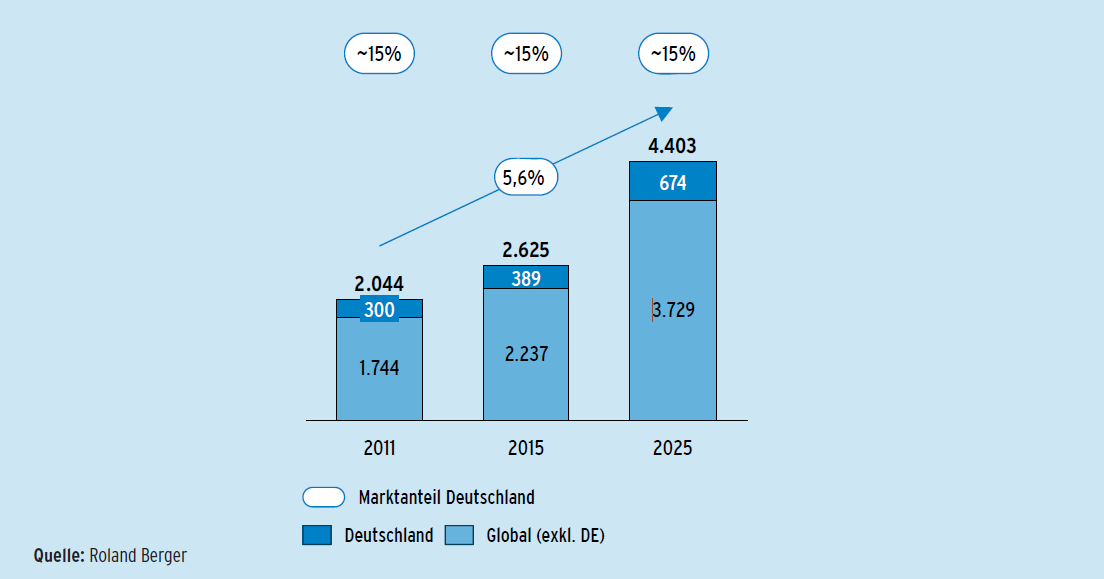 ~15% ~15% ~15%
4.403
5,6%
674
2.625
2.044
389
300
3.729
2.237
1.744
2011 2015 2025
Marktanteil Deutschland
Deutschland Global (exkl. DE)
Quelle: Roland Berger